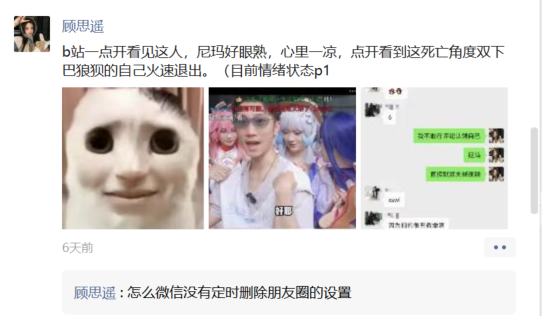 顾思遥
b站一点开看见这人，尼玛好眼熟，心里一凉，点开看到这死亡角度双下
巴狼狈的自己火速退出。（目前情绪状态p1
好耶
6
6天前
顾思遥：怎么微信没有定时删除朋友圈的设置